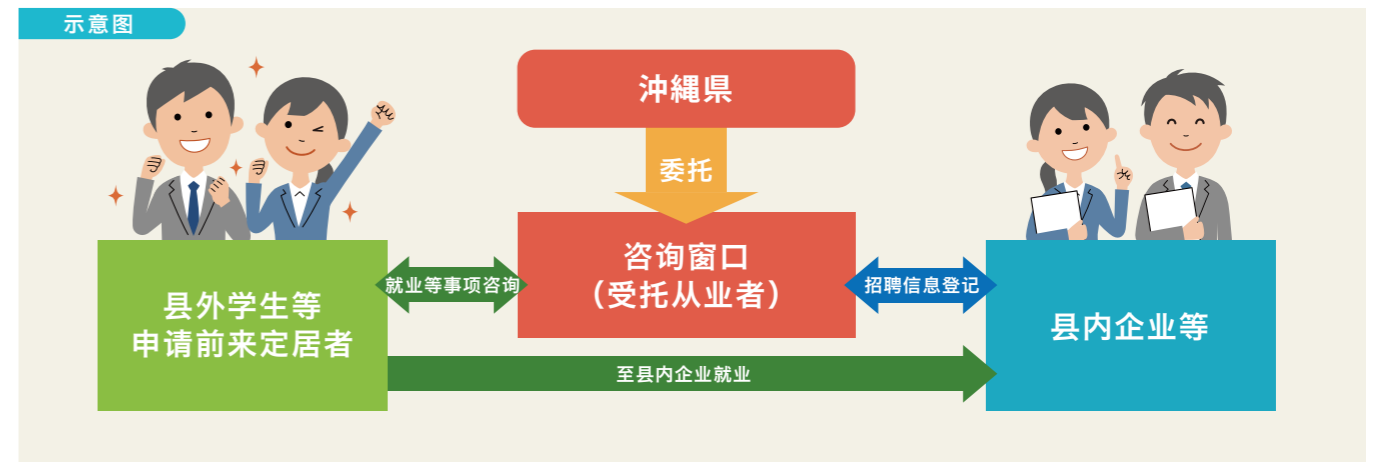 示意图
沖縄県
委托
咨询窗口
（受托从业者）
就业等事项咨询
招聘信息登记
县外学生等
申请前来定居者
县内企业等
至县内企业就业